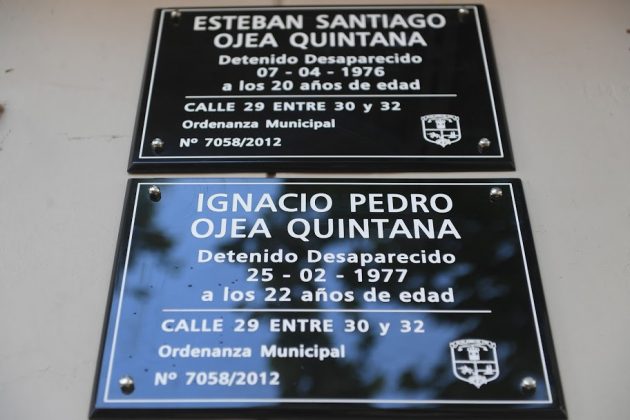 ESTEBAN SANTIAGO
OJEA QUINTANA
Detenido Desaparecido
07 - 04 - 1976
a los 20 años de edad
CALLE 29 ENTRE 30 y 32
Ordenanza Municipal
Nº 7058/2012
IGNACIO PEDRO
OJEA QUINTANA
Detenido Desaparecido
25 - 02 - 1977
a los 22 años de edad
CALLE 29 ENTRE 30 y 32
Ordenanza Municipal
Nº 7058/2012